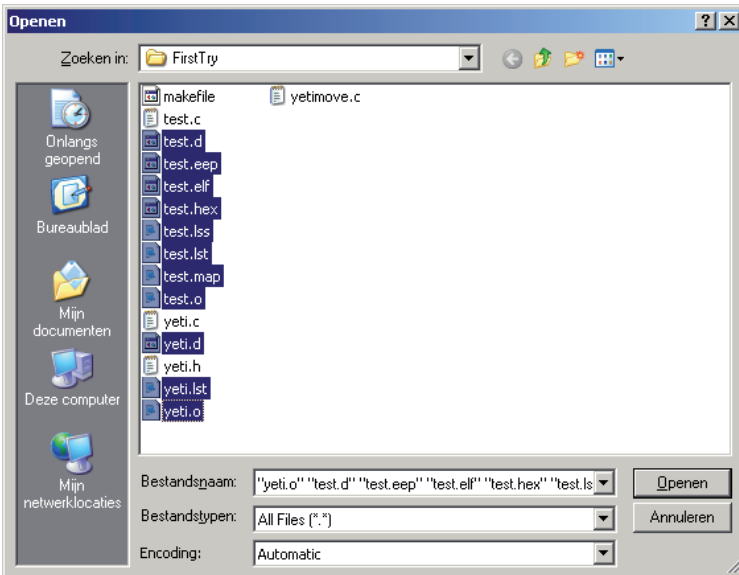 Openen
Zoeken in:
FirstTry
Onlangs
geopend
Bureaublad
Mijn
documenten
Deze computer
Mijn
netwerklocaties
makefile
test.c
test.d
test.eep
test.elf
test.hex
test.lss
test.lst
test.map
test.o
yeti.c
yeti.d
yeti.h
yeti.lst
yeti.o
yetimove.c
Bestandsnaam:
"yeti.o" "test.d" "test.eep" "test.elf" "test.hex" "test.ls
Openen
Bestandstypen:
All Files (*.*)
Annuleren
Encoding:
Automatic